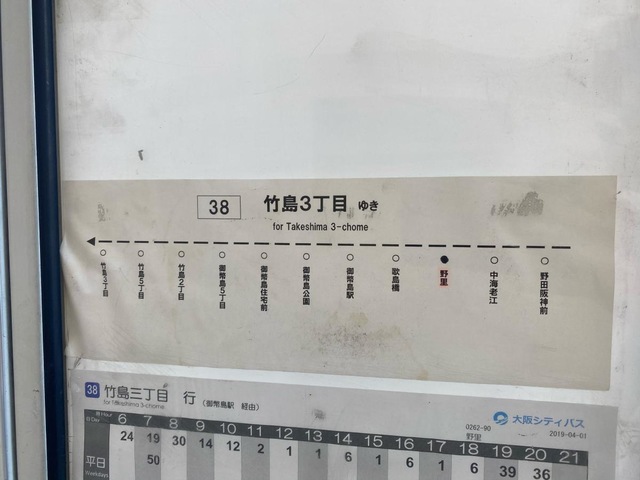 38 竹島3丁目 ゆき
for Takeshima 3-chome
竹島3丁目
竹島5丁目
竹島2丁目
御幣島5丁目
御幣島住宅前
御幣島公園
御幣島駅
歌島橋
野里
中海老江
野田阪神前
38 竹島三丁目 行 (御幣島駅 経由)
for Takeshima 3-chome
大阪シティバス
0262-90
野里 2019-04-01
時 Hour 6 7 8 9 10 11 12 13 14 15 16 17 18 19 20 21
日 Day
平日 24 19 30 14 12 2 1 1 6 1 6 1 6 39 36
Weekdays 50